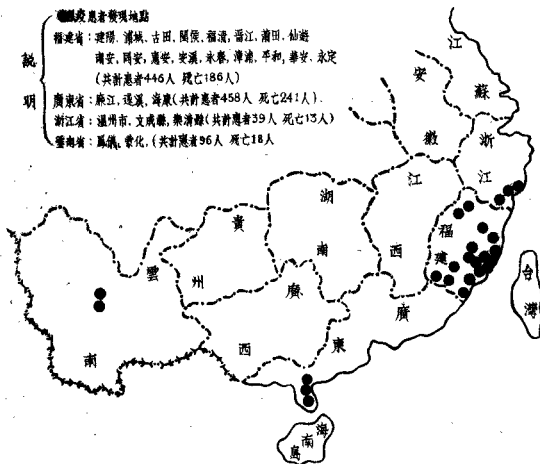 說明
疫患者發現地點
福建省：建陽, 浦城, 古田, 閩侯, 福清, 晉江, 莆田, 仙遊
南安, 同安, 惠安, 安溪, 永春, 漳浦, 平和, 華安, 永定
(共計患者446人 死亡186人)
廣東省：廉江, 遂溪, 海康(共計患者458人 死亡241人).
浙江省：溫州市, 文成縣, 樂清縣(共計患者39人 死亡13人)
雲南省：鳳儀, 崇化, (共計患者96人 死亡18人
江蘇
安徽
浙江
湖南
江西
福建
貴州
雲南
廣西
廣東
台灣
海南島